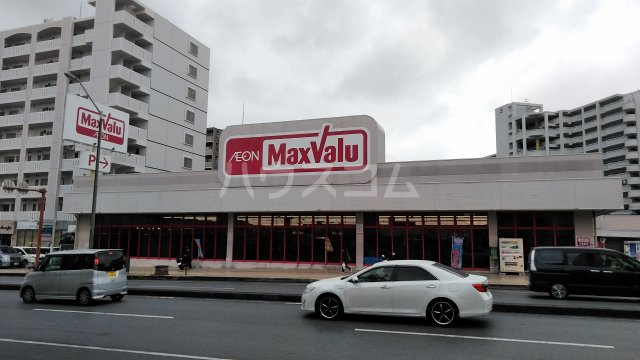 MaxValu
AEON
P→
AEON MaxValu
ハウスコム